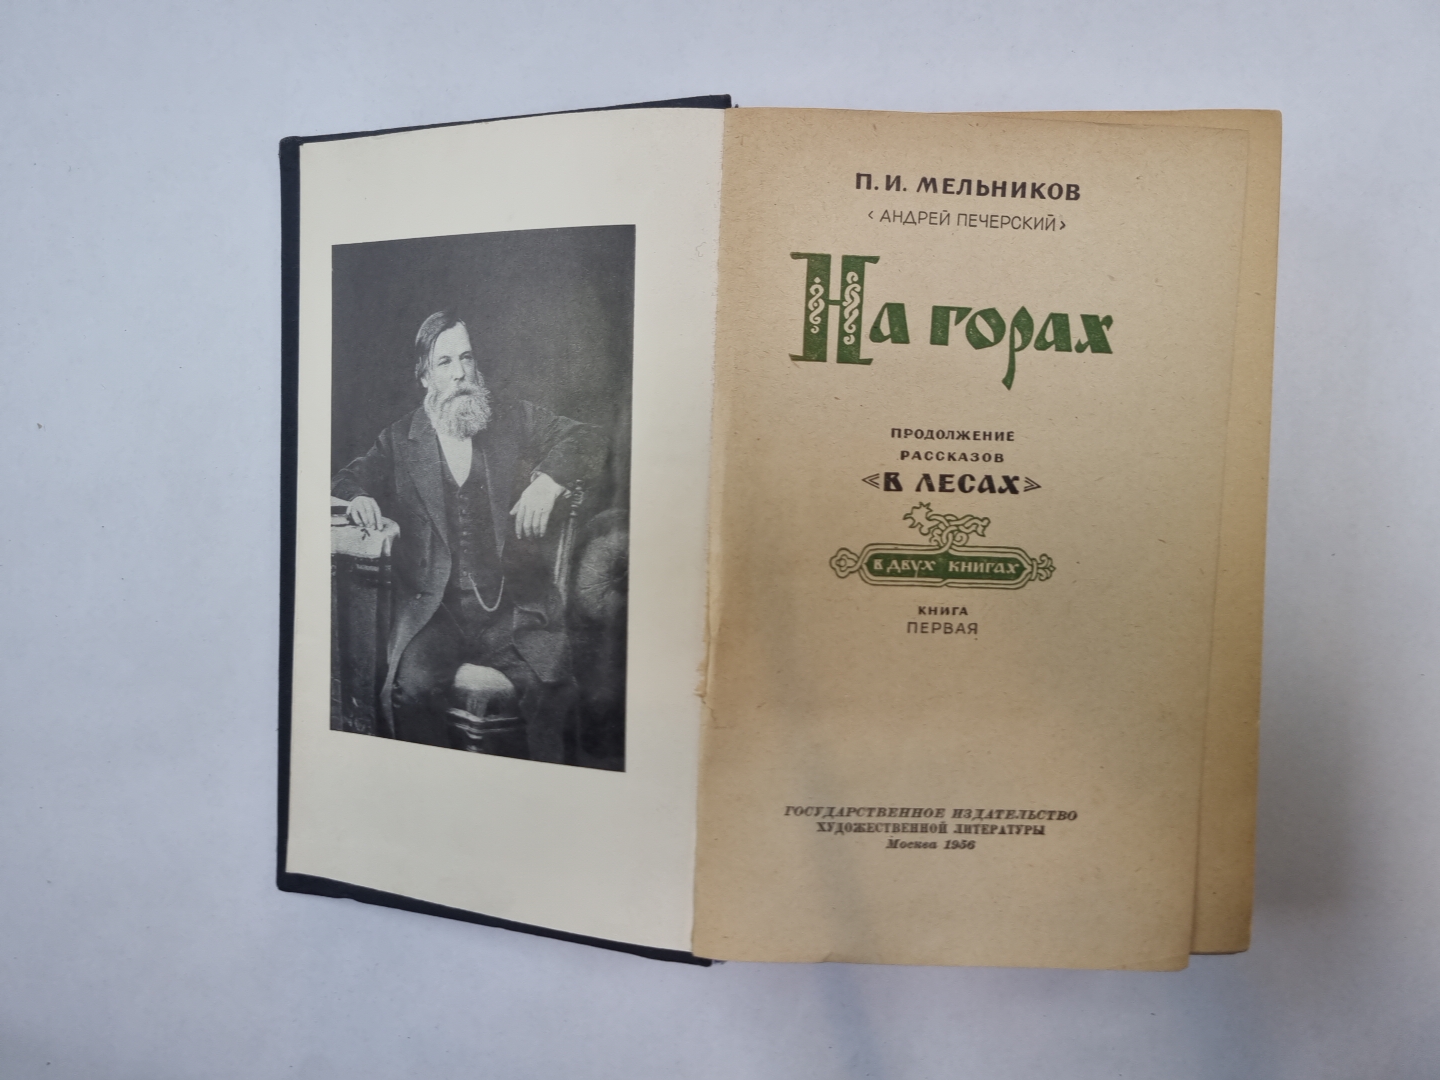 П. И. МЕЛЬНИКОВ
‹ АНДРЕЙ ПЕЧЕРСКИЙ ›
На горах
ПРОДОЛЖЕНИЕ
РАССКАЗОВ
«В ЛЕСАХ»
В ДВУХ КНИГАХ
КНИГА
ПЕРВАЯ
ГОСУДАРСТВЕННОЕ ИЗДАТЕЛЬСТВО
ХУДОЖЕСТВЕННОЙ ЛИТЕРАТУРЫ
Москва 1956